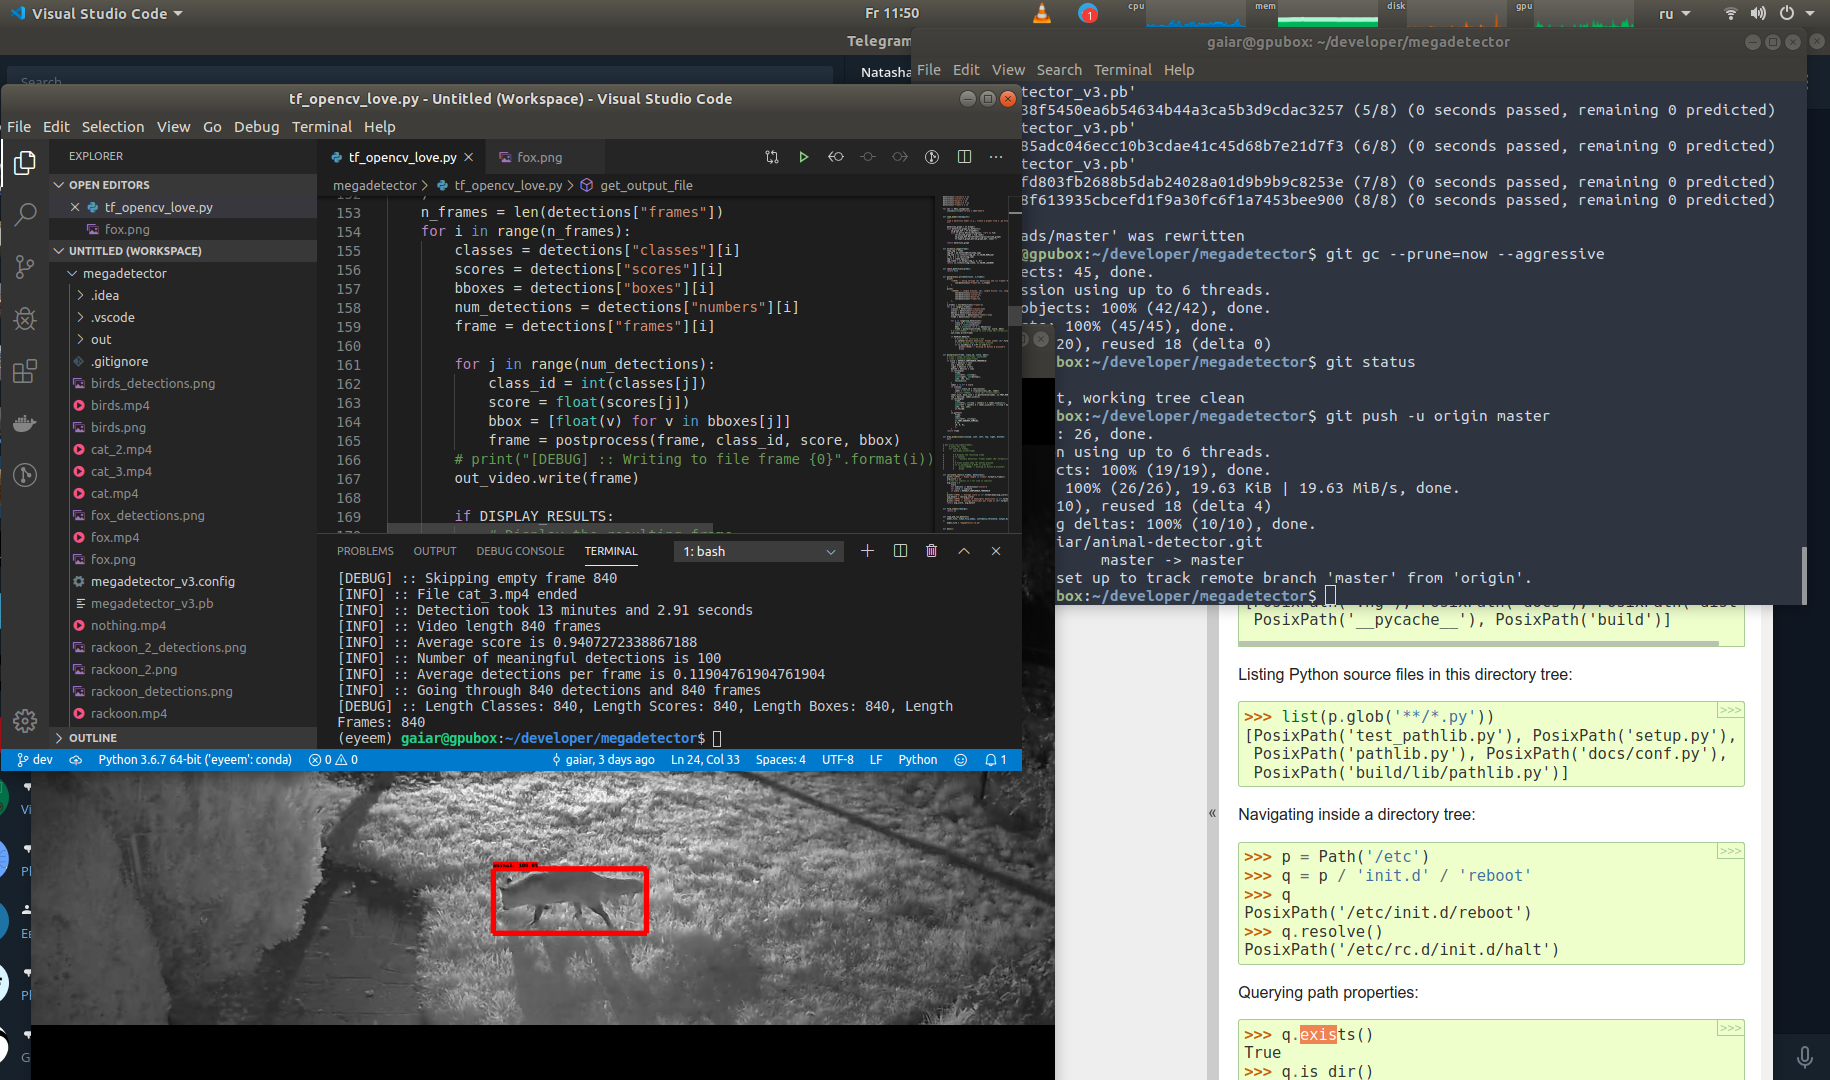 Visual Studio Code
Fr 11:50
cpu
mem
disk
gpu
1
ru
Telegram
Search
Natasha
gaiar@gpubox: ~/developer/megadetector
File Edit View Search Terminal Help
tector_v3.pb'
38f5450ea6b54634b44a3ca5b3d9cdac3257 (5/8) (0 seconds passed, remaining 0 predicted)
tector_v3.pb'
85adc046ecc10b3cdae41c45d68b7e21d7f3 (6/8) (0 seconds passed, remaining 0 predicted)
tector_v3.pb'
fd803fb2688b5dab24028a01d9b9b9c8253e (7/8) (0 seconds passed, remaining 0 predicted)
8f613935cbcefd1f9a30fc6f1a7453bee900 (8/8) (0 seconds passed, remaining 0 predicted)
ads/master' was rewritten
@gpubox:~/developer/megadetector$ git gc --prune=now --aggressive
ects: 45, done.
ssion using up to 6 threads.
objects: 100% (42/42), done.
100% (45/45), done.
20), reused 18 (delta 0)
box:~/developer/megadetector$ git status
t, working tree clean
box:~/developer/megadetector$ git push -u origin master
: 26, done.
n using up to 6 threads.
cts: 100% (19/19), done.
100% (26/26), 19.63 KiB | 19.63 MiB/s, done.
10), reused 18 (delta 4)
g deltas: 100% (10/10), done.
iar/animal-detector.git
master -> master
set up to track remote branch 'master' from 'origin'.
box:~/developer/megadetector$
tf_opencv_love.py - Untitled (Workspace) - Visual Studio Code
File Edit Selection View Go Debug Terminal Help
EXPLORER
OPEN EDITORS
tf_opencv_love.py
fox.png
UNTITLED (WORKSPACE)
megadetector
.idea
.vscode
out
.gitignore
birds_detections.png
birds.mp4
birds.png
cat_2.mp4
cat_3.mp4
cat.mp4
fox_detections.png
fox.mp4
fox.png
megadetector_v3.config
megadetector_v3.pb
nothing.mp4
rackoon_2_detections.png
rackoon_2.png
rackoon_detections.png
rackoon.mp4
OUTLINE
tf_opencv_love.py
fox.png
megadetector > tf_opencv_love.py > get_output_file
153 n_frames = len(detections["frames"])
154 for i in range(n_frames):
155 classes = detections["classes"][i]
156 scores = detections["scores"][i]
157 bboxes = detections["boxes"][i]
158 num_detections = detections["numbers"][i]
159 frame = detections["frames"][i]
160
161 for j in range(num_detections):
162 class_id = int(classes[j])
163 score = float(scores[j])
164 bbox = [float(v) for v in bboxes[j]]
165 frame = postprocess(frame, class_id, score, bbox)
166 # print("[DEBUG] :: Writing to file frame {0}".format(i))
167 out_video.write(frame)
168
169 if DISPLAY_RESULTS:
170 # Display the resulting frame
PROBLEMS OUTPUT DEBUG CONSOLE TERMINAL
1: bash
[DEBUG] :: Skipping empty frame 840
[INFO] :: File cat_3.mp4 ended
[INFO] :: Detection took 13 minutes and 2.91 seconds
[INFO] :: Video length 840 frames
[INFO] :: Average score is 0.9407272338867188
[INFO] :: Number of meaningful detections is 100
[INFO] :: Average detections per frame is 0.11904761904761904
[INFO] :: Going through 840 detections and 840 frames
[DEBUG] :: Length Classes: 840, Length Scores: 840, Length Boxes: 840, Length
Frames: 840
(eyeem) gaiar@gpubox:~/developer/megadetector$
dev
Python 3.6.7 64-bit ('eyeem': conda)
0 0
gaiar, 3 days ago
Ln 24, Col 33
Spaces: 4
UTF-8
LF
Python
1
PosixPath('__pycache__'), PosixPath('build')]
Listing Python source files in this directory tree:
>>> list(p.glob('**/*.py'))
[PosixPath('test_pathlib.py'), PosixPath('setup.py'),
PosixPath('pathlib.py'), PosixPath('docs/conf.py'),
PosixPath('build/lib/pathlib.py')]
>>>
«
Navigating inside a directory tree:
>>> p = Path('/etc')
>>> q = p / 'init.d' / 'reboot'
>>> q
PosixPath('/etc/init.d/reboot')
>>> q.resolve()
PosixPath('/etc/rc.d/init.d/halt')
>>>
Querying path properties:
>>> q.exists()
True
>>> q.is_dir()
>>>